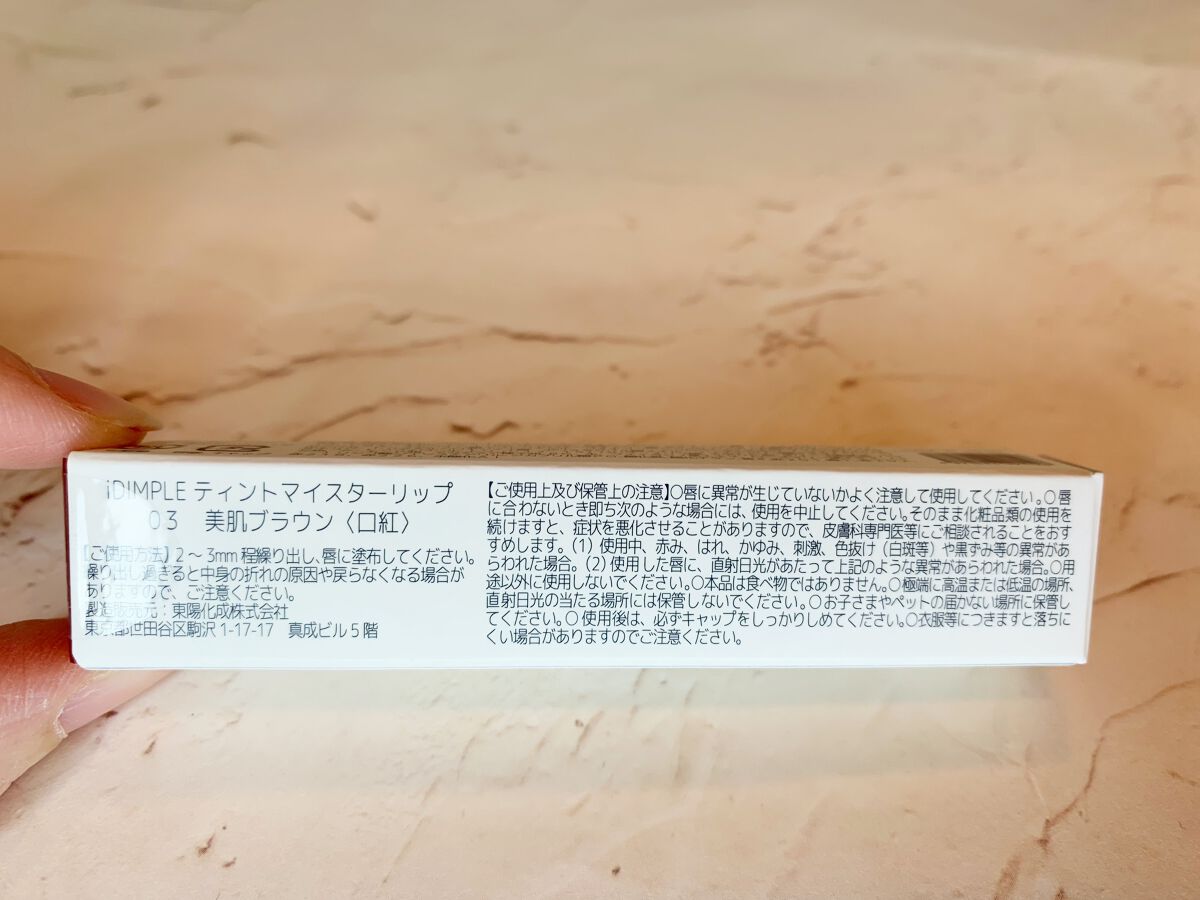 iDIMPLE ティントマイスターリップ
03 美肌ブラウン〈口紅〉
【ご使用方法】2～3mm程繰り出し、唇に塗布してください。
繰り出し過ぎると中身の折れの原因や戻らなくなる場合が
ありますので、ご注意ください。
製造販売元：東陽化成株式会社
東京都世田谷区駒沢1-17-17 真成ビル5階
【ご使用上及び保管上の注意】○唇に異常が生じていないかよく注意して使用してください。○唇
に合わないとき即ち次のような場合には、使用を中止してください。そのまま化粧品類の使用を
続けますと、症状を悪化させることがありますので、皮膚科専門医等にご相談されることをおす
すめします。(1)使用中、赤み、はれ、かゆみ、刺激、色抜け（白斑等）や黒ずみ等の異常があ
らわれた場合。(2)使用した唇に、直射日光があたって上記のような異常があらわれた場合。○用
途以外に使用しないでください。○本品は食べ物ではありません。○極端に高温または低温の場所、
直射日光の当たる場所には保管しないでください。○お子さまやペットの届かない場所に保管し
てください。○使用後は、必ずキャップをしっかりしめてください。○衣服等につきますと落ちに
くい場合がありますのでご注意ください。